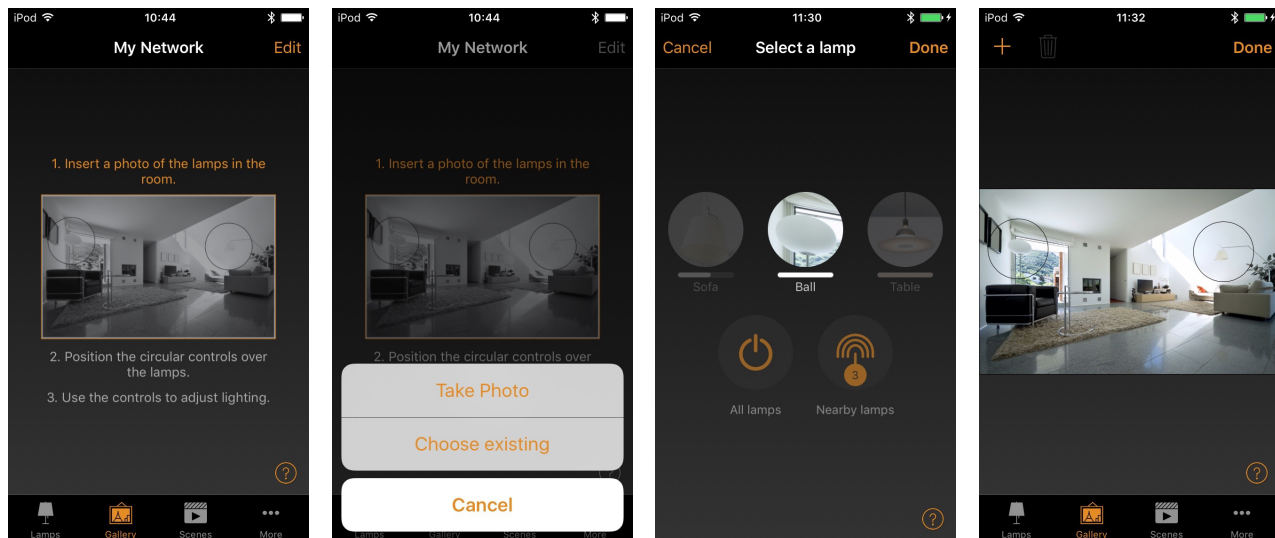 iPod 10:44
My Network Edit
1. Insert a photo of the lamps in the
room.
2. Position the circular controls over
the lamps.
3. Use the controls to adjust lighting.
?
Lamps Gallery Scenes More
iPod 10:44
My Network Edit
1. Insert a photo of the lamps in the
room.
2. Position the circular controls over
Take Photo
Choose existing
?
Cancel
Lamps Gallery Scenes More
iPod 11:30
Cancel Select a lamp Done
Sofa Ball Table
3
All lamps Nearby lamps
?
iPod 11:32
+ Done
?
Lamps Gallery Scenes More